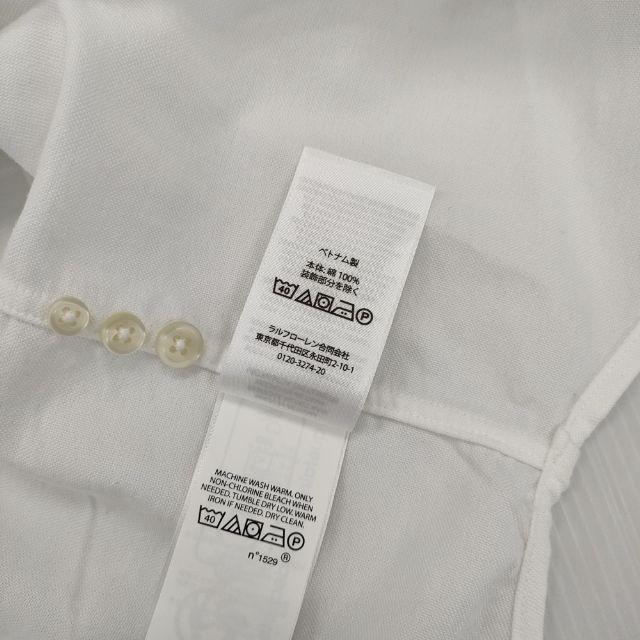 ベトナム製
本体: 綿 100%
装飾部分を除く
40 P
ラルフローレン合同会社
東京都千代田区永田町2-10-1
0120-3274-20
MACHINE WASH WARM. ONLY
NON-CHLORINE BLEACH WHEN
NEEDED. TUMBLE DRY LOW. WARM
IRON IF NEEDED. DRY CLEAN.
40 P
n°1529 ®